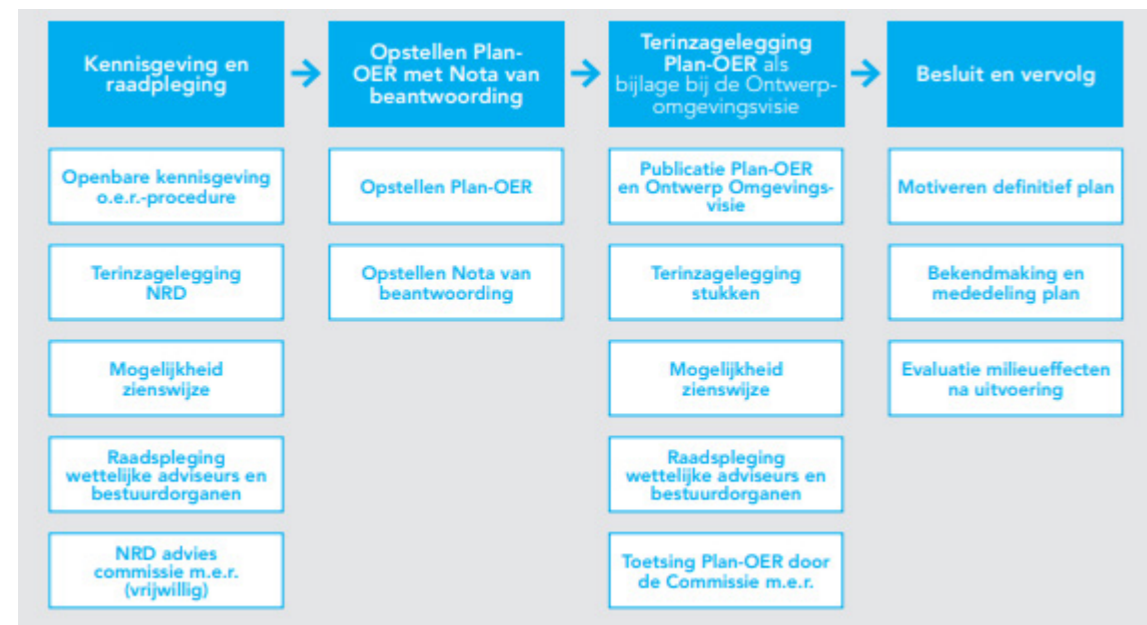 Kennisgeving en
raadpleging
Opstellen Plan-
OER met Nota van
beantwoording
Terinzagelegging
Plan-OER als
bijlage bij de Ontwerp-
omgevingsvisie
Besluit en vervolg
Openbare kennisgeving
o.e.r.-procedure
Terinzagelegging
NRD
Mogelijkheid
zienswijze
Raadspleging
wettelijke adviseurs en
bestuurdorganen
NRD advies
commissie m.e.r.
(vrijwillig)
Opstellen Plan-OER
Opstellen Nota van
beantwoording
Publicatie Plan-OER
en Ontwerp Omgevings-
visie
Terinzagelegging
stukken
Mogelijkheid
zienswijze
Raadspleging
wettelijke adviseurs en
bestuurdorganen
Toetsing Plan-OER door
de Commissie m.e.r.
Motiveren definitief plan
Bekendmaking en
mededeling plan
Evaluatie milieueffecten
na uitvoering